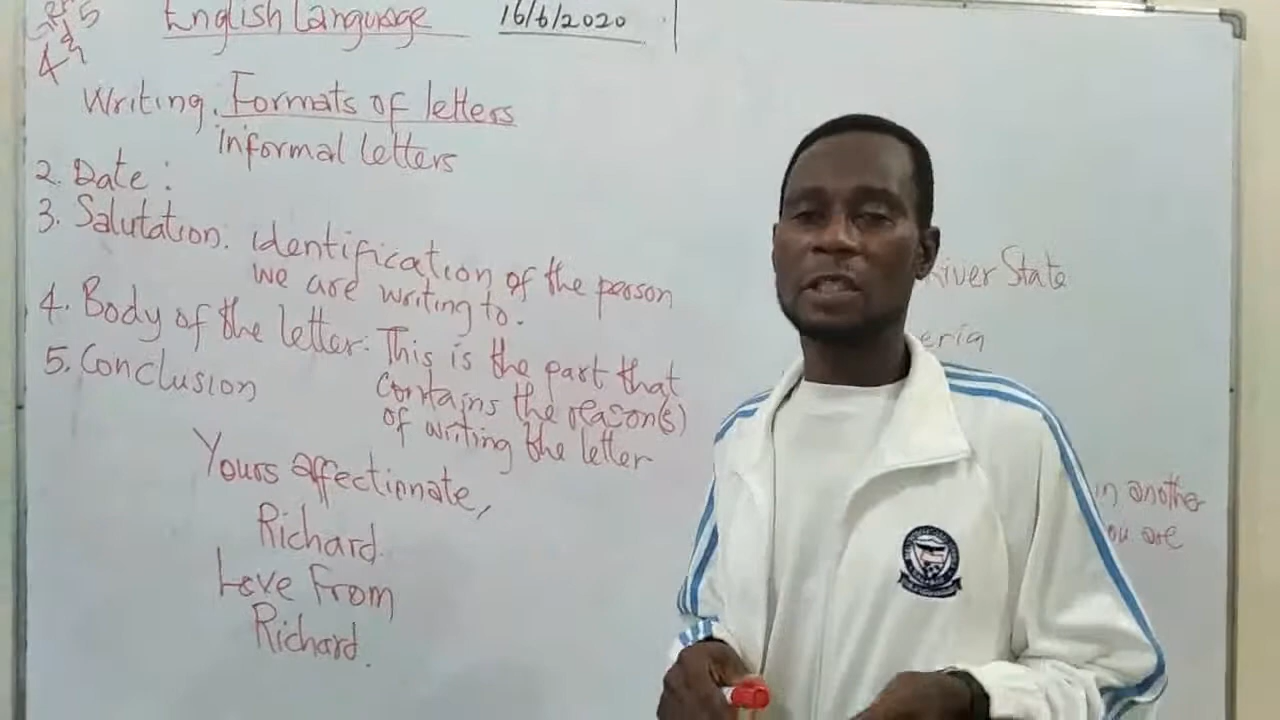 English Language 16/6/2020
Writing. Formats of letters
Informal letters
2. Date:
3. Salutation: Identification of the person
we are writing to.
4. Body of the letter: This is the part that
contains the reason(s)
of writing the letter
5. Conclusion
Yours affectionate,
Richard.
Love From
Richard.
River State
eria
in another
ou are